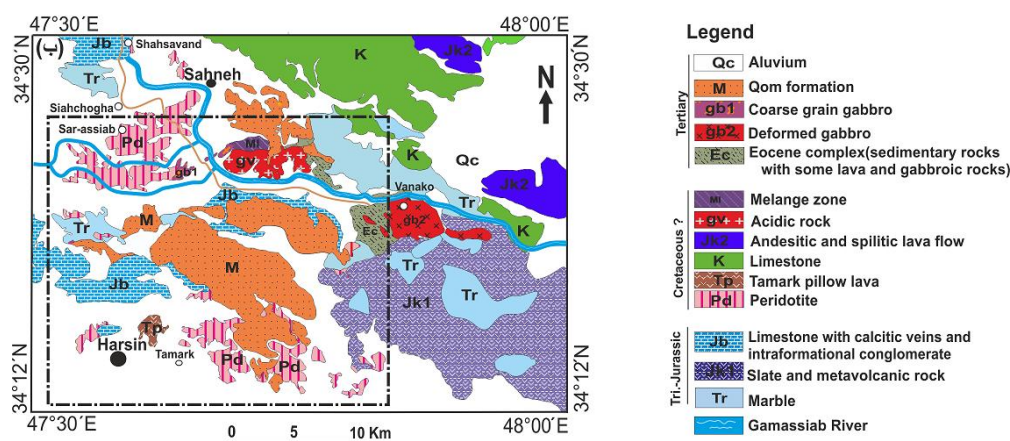 47°30´E
48°00´E
(ب)
34°30´N
34°30´N
Jb
Shahsavand
K
Jk2
Tr
Sahneh
N
Siahchogha
M
Sar-assiab
Pd
Ml
gv
K
Qc
gb1
Jk2
Vanako
Jb
Tr
M
Tr
gb2
K
Ec
M
Tr
Jb
Jk1
Tr
Tp
Harsin
Tamark
Pd
Pd
34°12´N
34°12´N
47°30´E
48°00´E
0 5 10 Km
Legend
Tertiary
Qc Aluvium
M Qom formation
gb1 Coarse grain gabbro
gb2 Deformed gabbro
Ec Eocene complex(sedimentary rocks
with some lava and gabbroic rocks)
Cretaceous ?
Ml Melange zone
gv Acidic rock
Jk2 Andesitic and spilitic lava flow
K Limestone
Tp Tamark pillow lava
Pd Peridotite
Tri.-Jurassic
Jb Limestone with calcitic veins and
intraformational conglomerate
Jk1 Slate and metavolcanic rock
Tr Marble
Gamassiab River